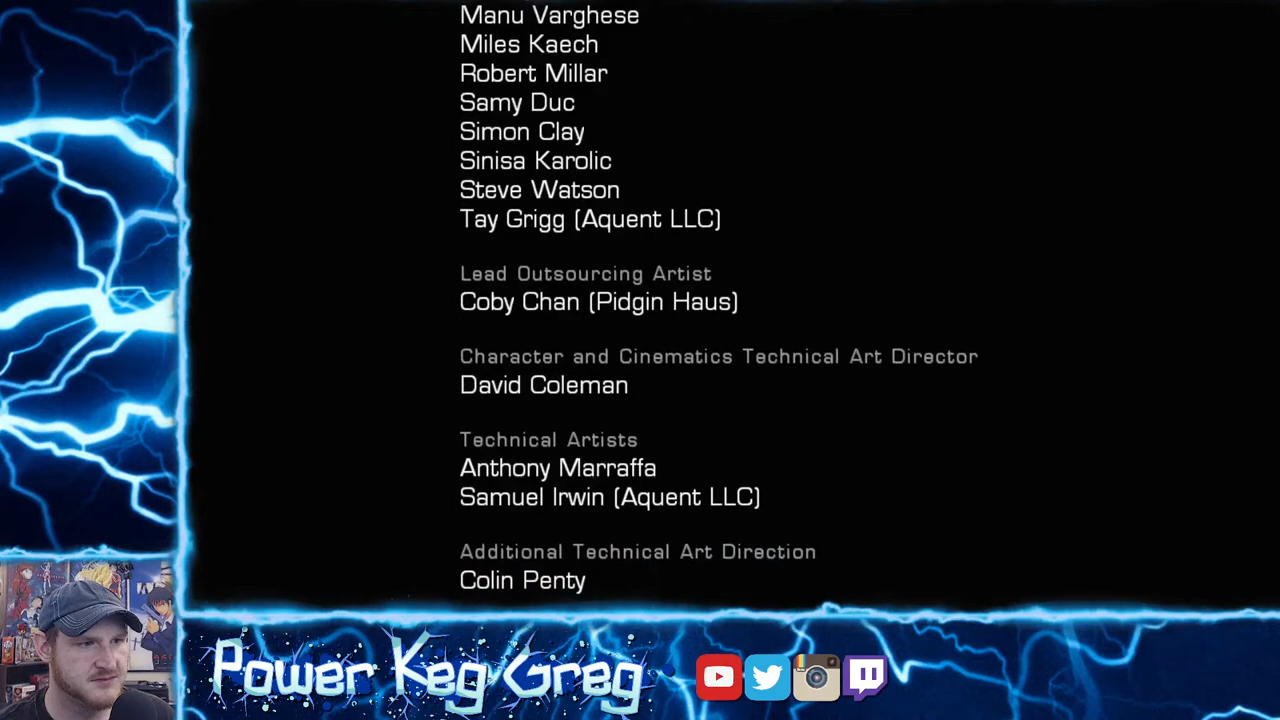 Manu Varghese
Miles Kaech
Robert Millar
Samy Duc
Simon Clay
Sinisa Karolic
Steve Watson
Tay Grigg (Aquent LLC)
Lead Outsourcing Artist
Coby Chan (Pidgin Haus)
Character and Cinematics Technical Art Director
David Coleman
Technical Artists
Anthony Marraffa
Samuel Irwin (Aquent LLC)
Additional Technical Art Direction
Colin Penty
Power Keg Greg